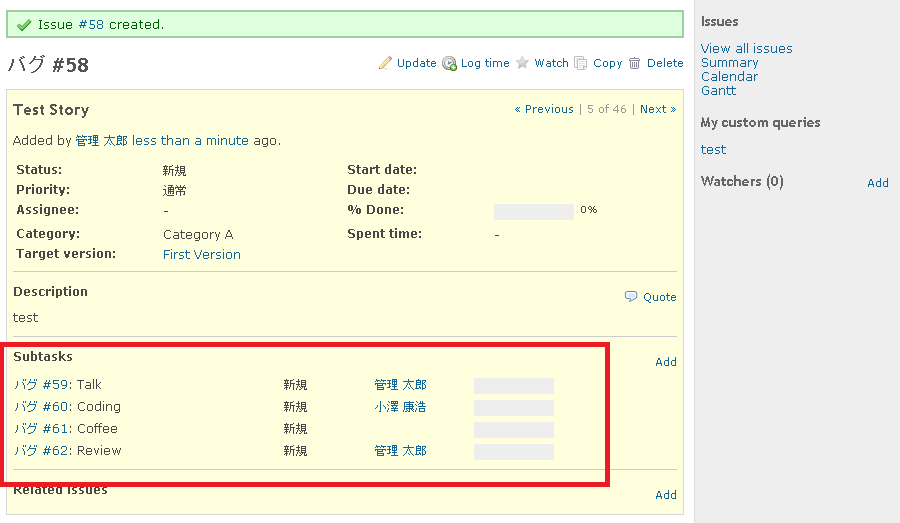 Issue #58 created.
バグ #58
Update Log time Watch Copy Delete
Test Story
« Previous | 5 of 46 | Next »
Added by 管理 太郎 less than a minute ago.
Status: 新規 Start date:
Priority: 通常 Due date:
Assignee: - % Done: 0%
Category: Category A Spent time: -
Target version: First Version
Description
Quote
test
Subtasks
Add
バグ #59: Talk 新規 管理 太郎
バグ #60: Coding 新規 小澤 康浩
バグ #61: Coffee 新規
バグ #62: Review 新規 管理 太郎
Related issues
Add
Issues
View all issues
Summary
Calendar
Gantt
My custom queries
test
Watchers (0) Add